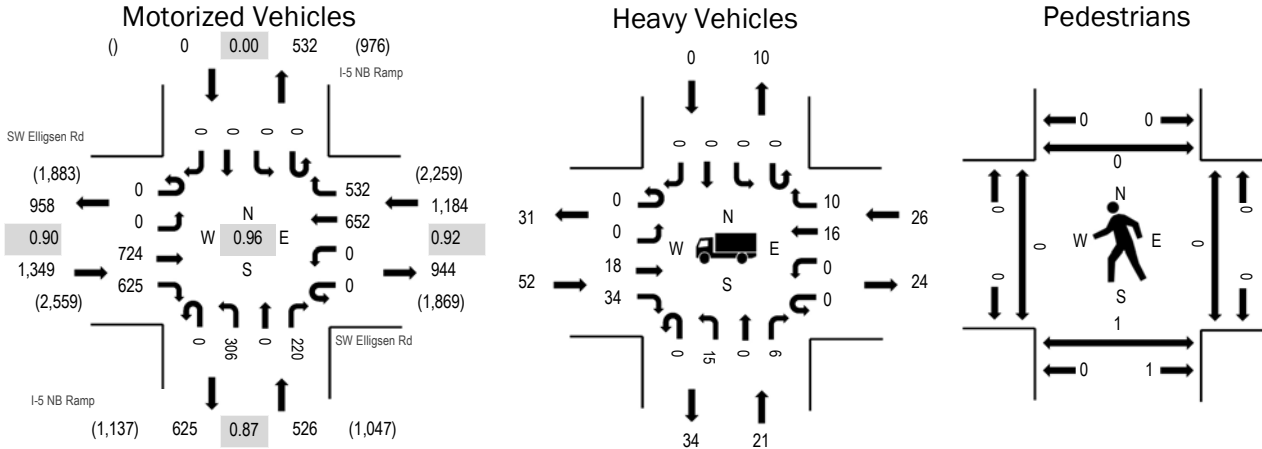 Motorized Vehicles
() 0 0.00 532 (976)
I-5 NB Ramp
SW Elligsen Rd
0 0 0 0
(1,883) 0 532 (2,259)
958 0 652 1,184
0.90 N 0.92
W 0.96 E
S
1,349 724 0 944
(2,559) 625 0 (1,869)
0 306 0 220
SW Elligsen Rd
I-5 NB Ramp
(1,137) 625 0.87 526 (1,047)
Heavy Vehicles
0 10
0 0 0 0
0 10
31 0 16 26
N
W E
S
52 18 0 24
34 0
0 15 0 6
34 21
Pedestrians
0 0
0
N
0 0 W E 0 0
0 0
S
1
0 1